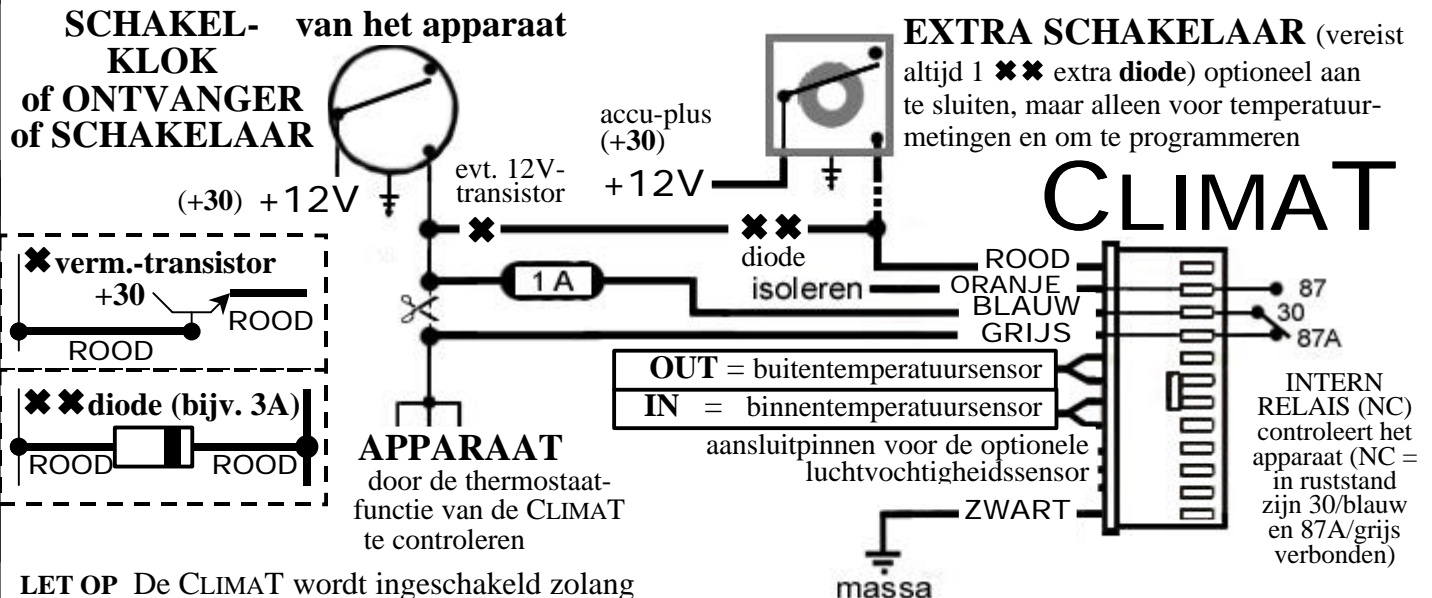 SCHAKEL-
KLOK
of ONTVANGER
of SCHAKELAAR
van het apparaat
(+30) +12V
evt. 12V-
transistor
accu-plus
(+30)
+12V
EXTRA SCHAKELAAR (vereist
altijd 1 ✖✖ extra diode) optioneel aan
te sluiten, maar alleen voor temperatuur-
metingen en om te programmeren
CLIMAT
✖ verm.-transistor
+30
ROOD
ROOD
✖✖ diode (bijv. 3A)
ROOD ROOD
✖
✖✖
diode
1 A
isoleren
ROOD
ORANJE
BLAUW
GRIJS
87
30
87A
OUT = buitentemperatuursensor
IN = binnentemperatuursensor
aansluitpinnen voor de optionele
luchtvochtigheidssensor
ZWART
massa
INTERN
RELAIS (NC)
controleert het
apparaat (NC =
in ruststand
zijn 30/blauw
en 87A/grijs
verbonden)
APPARAAT
door de thermostaat-
functie van de CLIMAT
te controleren
LET OP De CLIMAT wordt ingeschakeld zolang